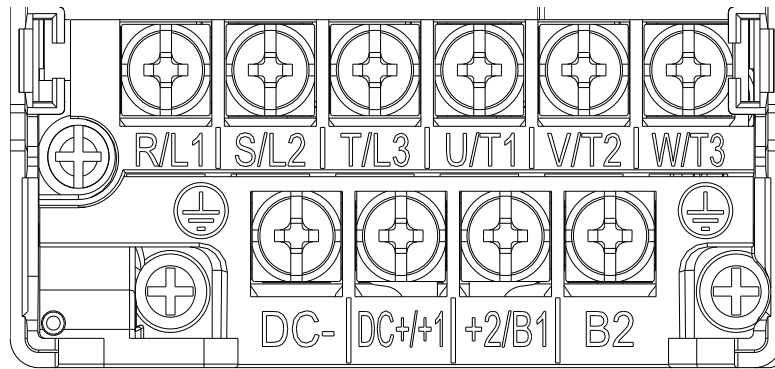 R/L1 S/L2 T/L3 U/T1 V/T2 W/T3
DC- DC+/+1 +2/B1 B2